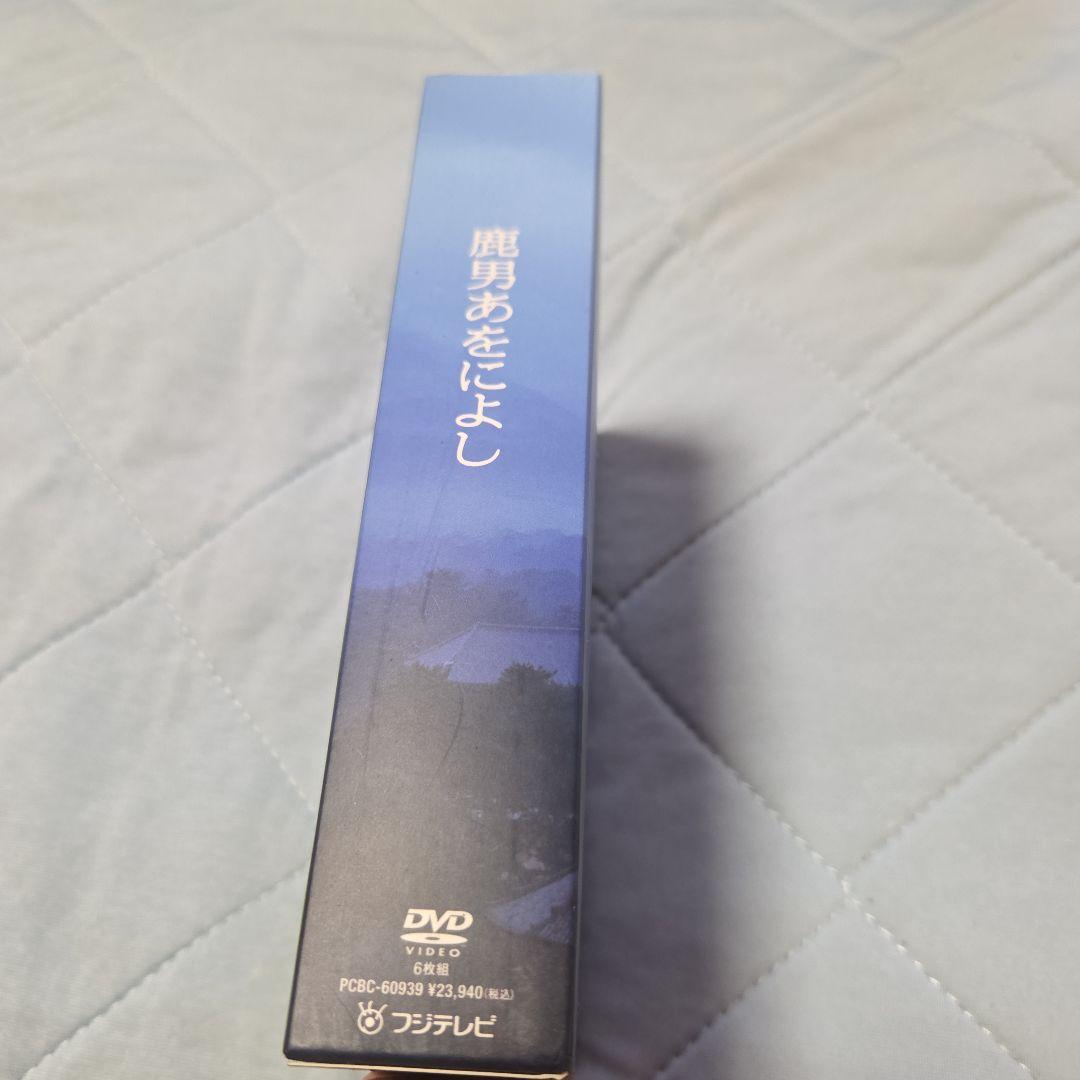 鹿男あをによし
DVD
VIDEO
6枚組
PCBC-60939 ¥23,940(税込)
フジテレビ